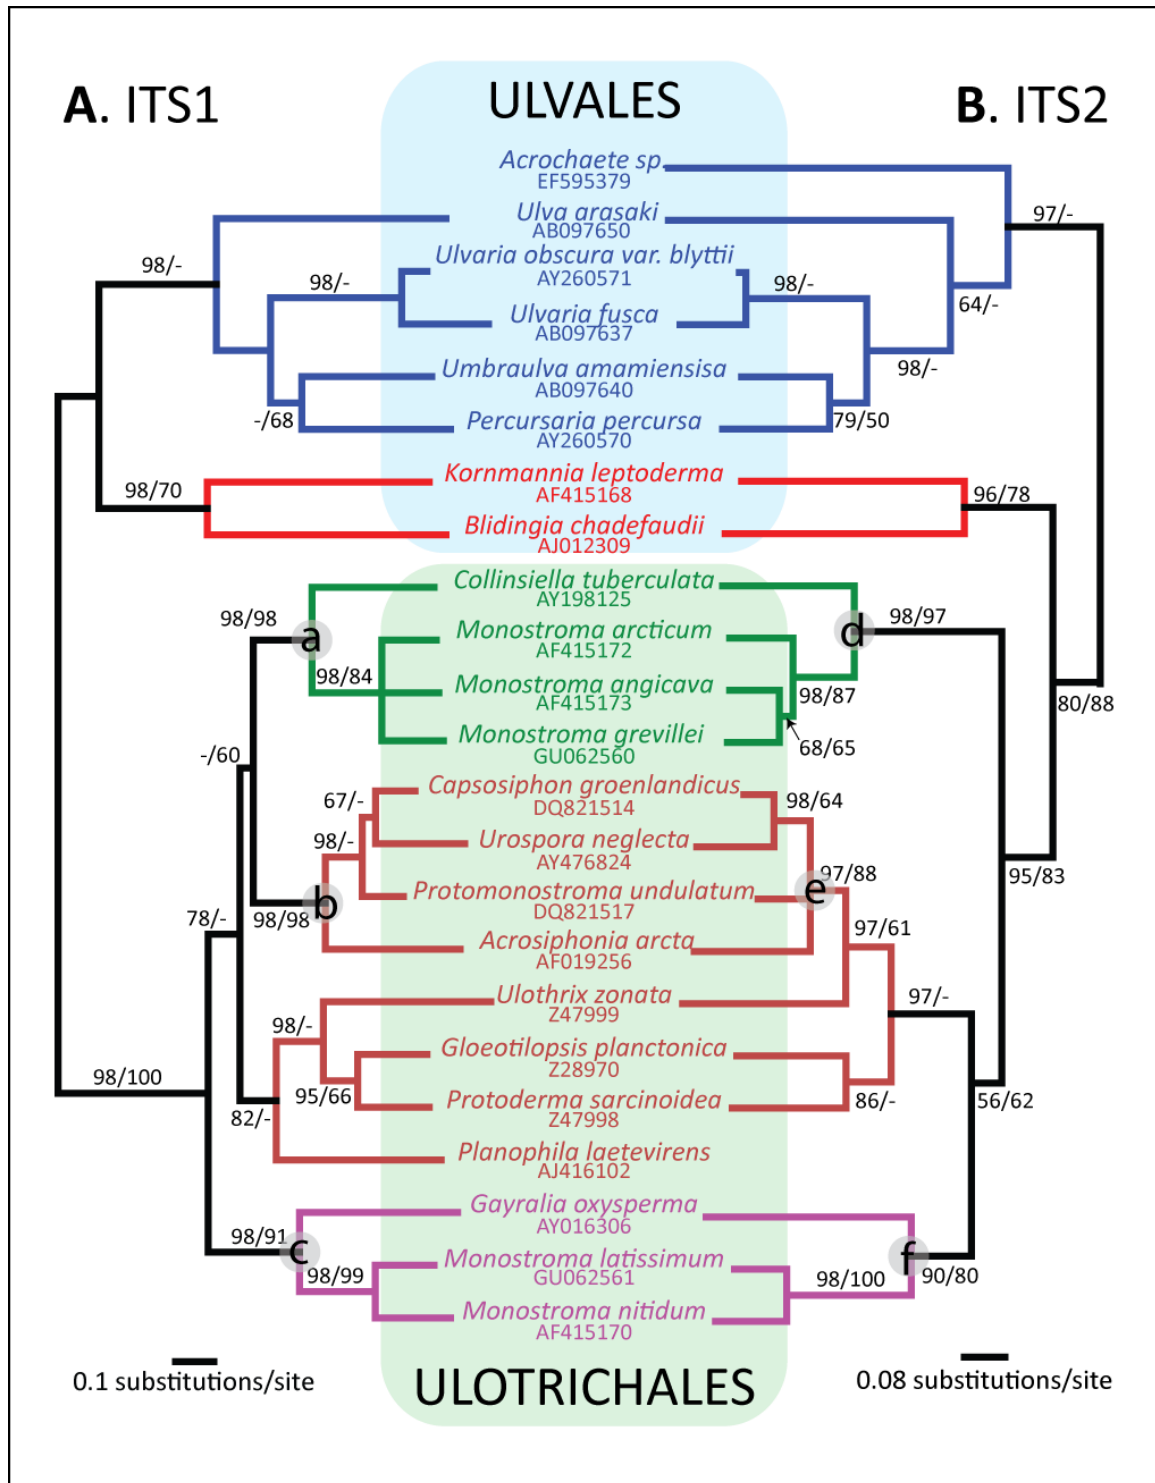 A. ITS1
ULVALES
B. ITS2
Acrochaete sp.
EF595379
97/-
Ulva arasaki
AB097650
Ulvaria obscura var. blyttii
AY260571
98/-
98/-
98/-
64/-
Ulvaria fusca
AB097637
98/-
Umbraulva amamiensisa
AB097640
-/68
Percursaria percursa
AY260570
79/50
Kornmannia leptoderma
AF415168
98/70
96/78
Blidingia chadefaudii
AJ012309
Collinsiella tuberculata
AY198125
98/98
a
Monostroma arcticum
AF415172
d
98/97
98/84
Monostroma angicava
AF415173
98/87
80/88
Monostroma grevillei
GU062560
68/65
-/60
Capsosiphon groenlandicus
DQ821514
67/-
98/64
98/-
Urospora neglecta
AY476824
97/88
95/83
b
Protomonostroma undulatum
DQ821517
e
78/-
98/98
97/61
Acrosiphonia arcta
AF019256
Ulothrix zonata
Z47999
97/-
98/-
Gloeotilopsis planctonica
Z28970
98/100
95/66
Protoderma sarcinoidea
Z47998
86/-
56/62
82/-
Planophila laetevirens
AJ416102
Gayralia oxysperma
AY016306
98/91
c
Monostroma latissimum
GU062561
f
98/99
98/100
90/80
Monostroma nitidum
AF415170
0.1 substitutions/site
ULOTRICHALES
0.08 substitutions/site